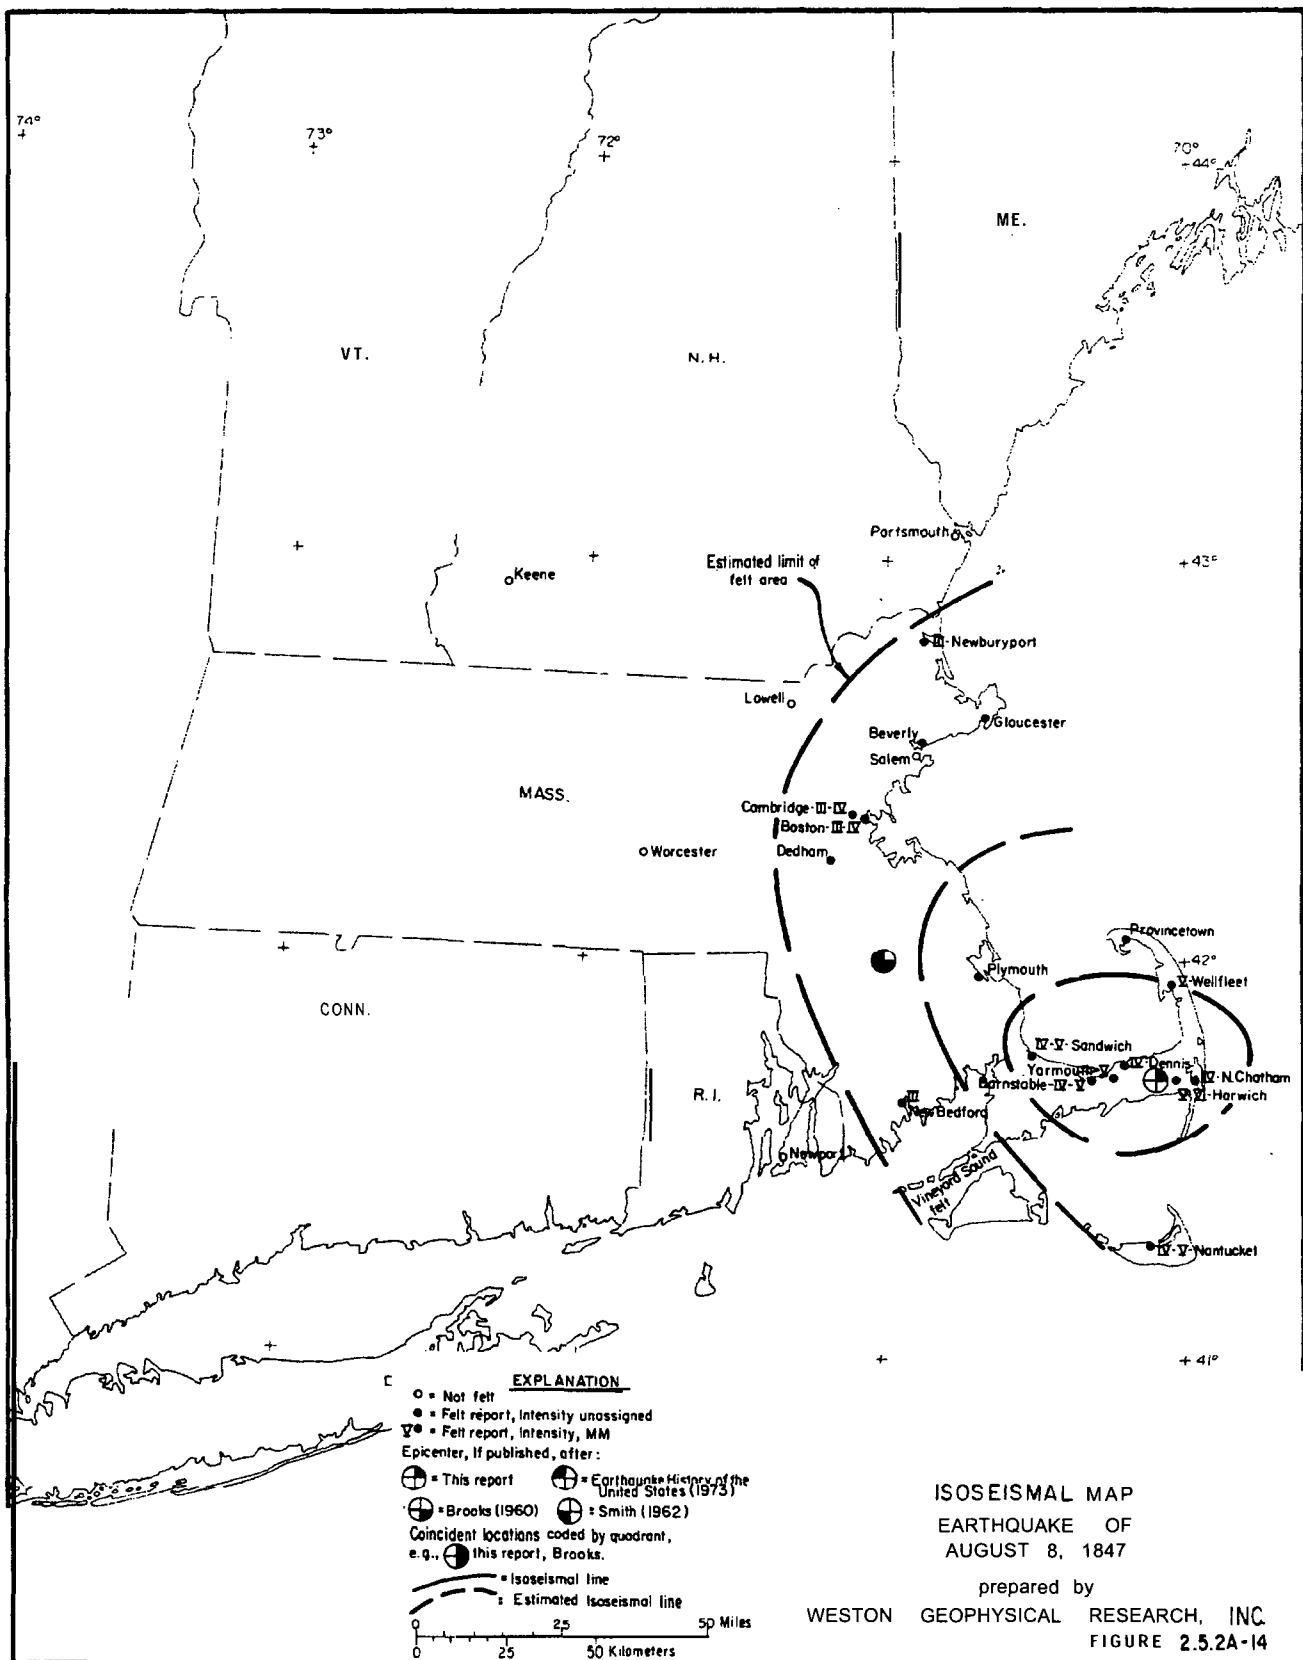 74°
73°
72°
70°
44°
ME.
VT.
N.H.
Portsmouth
Estimated limit of
felt area
43°
Keene
III-Newburyport
Lowell
Gloucester
Beverly
Salem
MASS.
Cambridge-III-IV
Boston-III-IV
Worcester
Dedham
Provincetown
42°
Plymouth
V-Wellfleet
CONN.
IV-V-Sandwich
IV-Dennis
Yarmouth-V
Barnstable-IV-V
IV-N.Chatham
V-VI-Harwich
R.I.
III
New Bedford
Newport
Vineyard Sound
felt
IV-V-Nantucket
41°
EXPLANATION
= Not felt
= Felt report, Intensity unassigned
V = Felt report, Intensity, MM
Epicenter, If published, after:
= This report
= Earthquake History of the
United States (1973)
= Brooks (1960)
= Smith (1962)
Coincident locations coded by quadrant,
e.g., this report, Brooks.
= Isoseismal line
= Estimated Isoseismal line
0 25 50 Miles
0 25 50 Kilometers
ISOSEISMAL MAP
EARTHQUAKE OF
AUGUST 8, 1847
prepared by
WESTON GEOPHYSICAL RESEARCH, INC.
FIGURE 2.5.2A-14